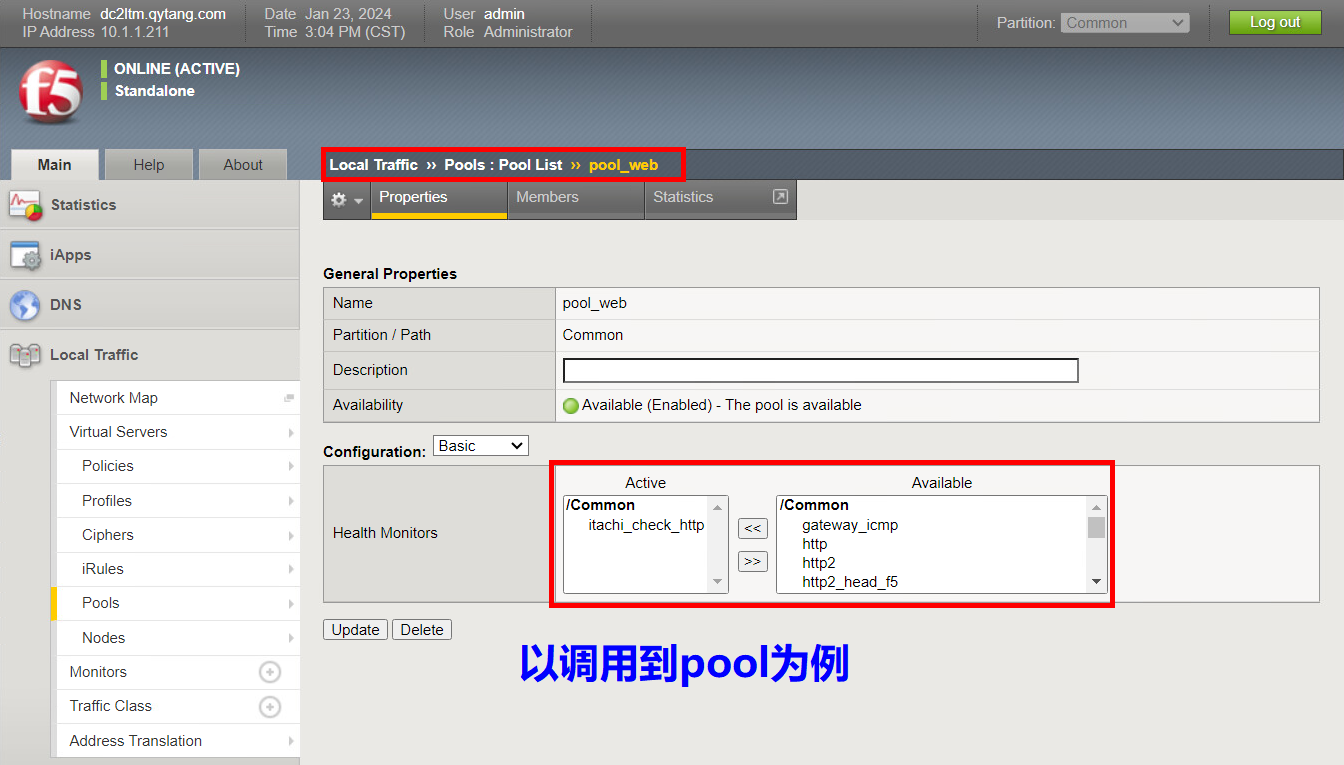 Hostname dc2ltm.qytang.com Date Jan 23, 2024 User admin
IP Address 10.1.1.211 Time 3:04 PM (CST) Role Administrator
Partition: Common Log out
f5
ONLINE (ACTIVE)
Standalone
Main Help About
Local Traffic ›› Pools : Pool List ›› pool_web
Properties Members Statistics
Statistics
iApps
DNS
Local Traffic
Network Map
Virtual Servers
Policies
Profiles
Ciphers
iRules
Pools
Nodes
Monitors
Traffic Class
Address Translation
General Properties
Name pool_web
Partition / Path Common
Description
Availability Available (Enabled) - The pool is available
Configuration: Basic
Health Monitors
Active
/Common
itachi_check_http
<<
>>
Available
/Common
gateway_icmp
http
http2
http2_head_f5
Update Delete
以调用到pool为例